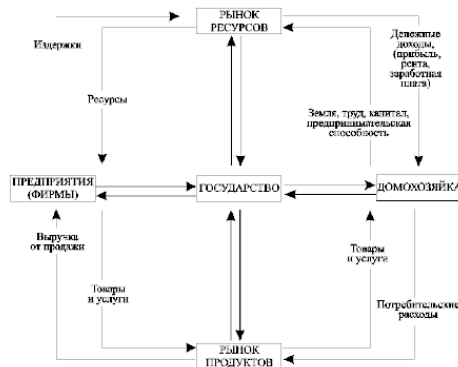 РЫНОК
РЕСУРСОВ
Издержки
Денежные
доходы,
(прибыль,
рента,
заработная
плата)
Ресурсы
Земля, труд, капитал,
предпринимательская
способность
ПРЕДПРИЯТИЯ
(ФИРМЫ)
ГОСУДАРСТВО
ДОМОХОЗЯЙКА
Выручка
от продажи
Товары
и услуги
Товары
и услуги
Потребительские
расходы
РЫНОК
ПРОДУКТОВ